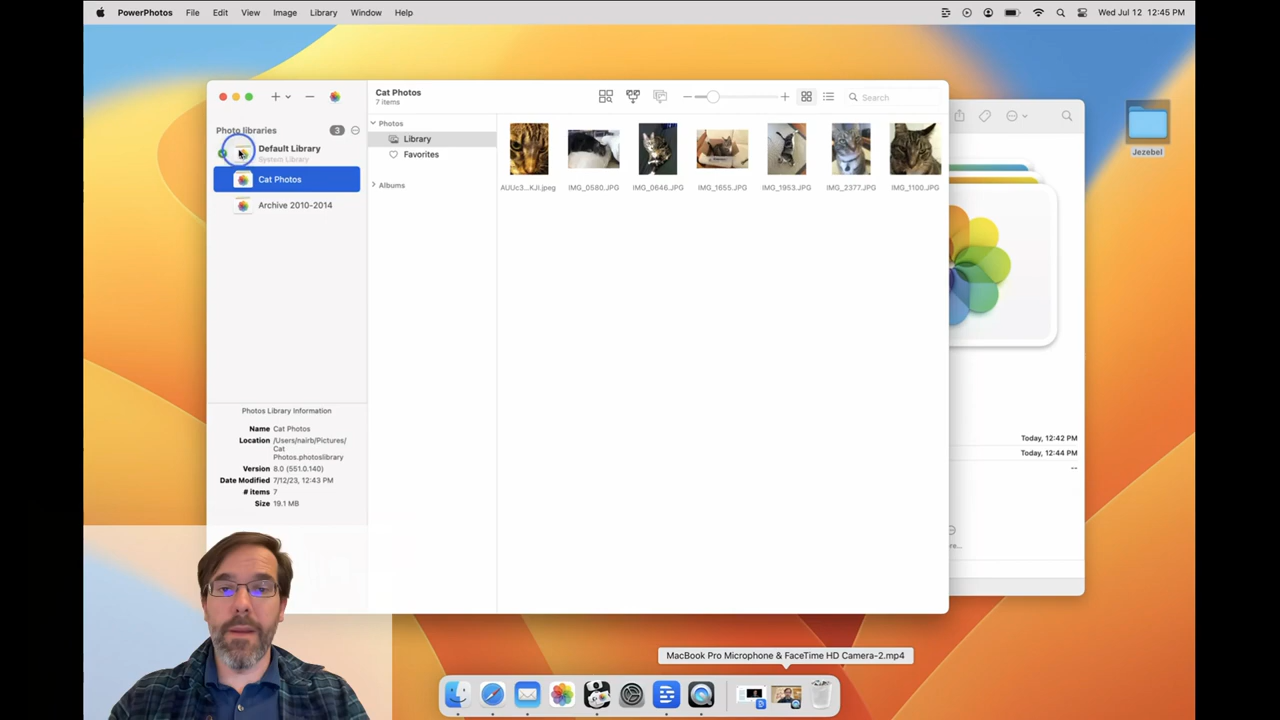 PowerPhotos File Edit View Image Library Window Help
Wed Jul 12 12:45 PM
Cat Photos
7 items
Search
Photo libraries
3
Default Library
System Library
Cat Photos
Archive 2010-2014
Photos
Library
Favorites
Albums
AUUc3...KJI.jpeg
IMG_0580.JPG
IMG_0646.JPG
IMG_1655.JPG
IMG_1953.JPG
IMG_2377.JPG
IMG_1100.JPG
Jezebel
Photos Library Information
Name Cat Photos
Location /Users/nairb/Pictures/
Cat
Photos.photoslibrary
Version 8.0 (551.0.140)
Date Modified 7/12/23, 12:43 PM
# items 7
Size 19.1 MB
Today, 12:42 PM
Today, 12:44 PM
--
MacBook Pro Microphone & FaceTime HD Camera-2.mp4